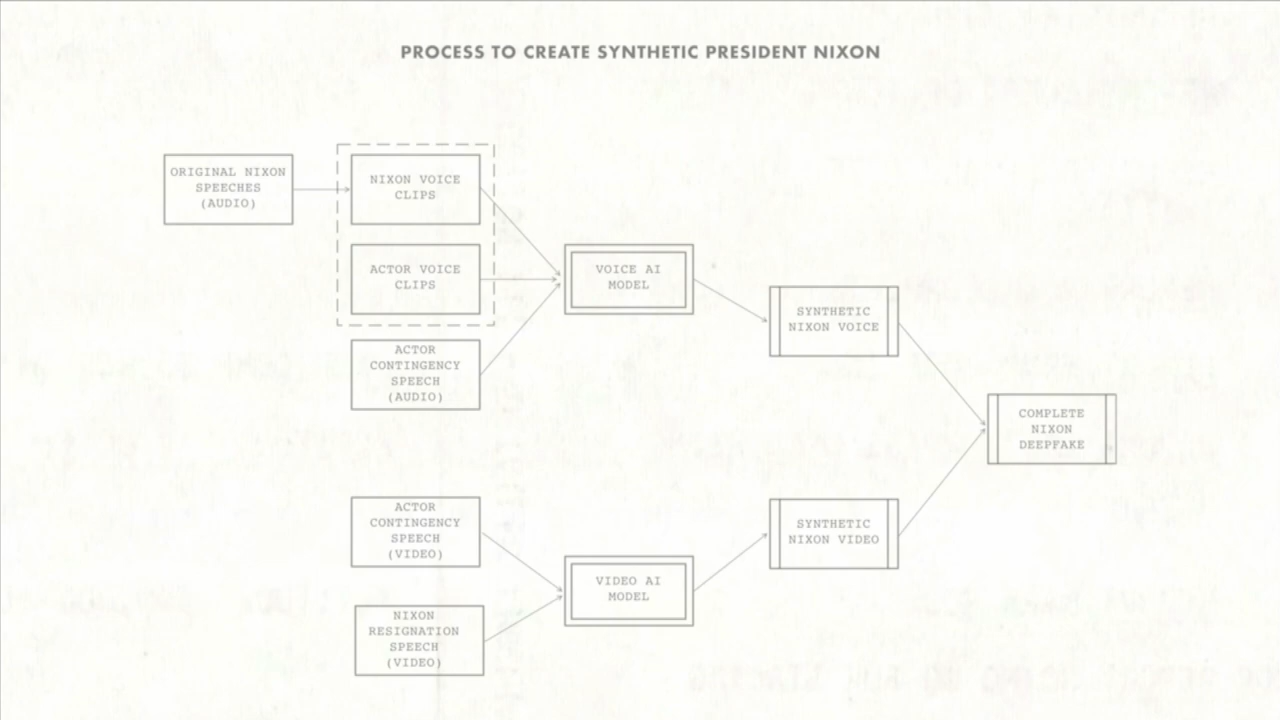 PROCESS TO CREATE SYNTHETIC PRESIDENT NIXON
ORIGINAL NIXON
SPEECHES
(AUDIO)
NIXON VOICE
CLIPS
ACTOR VOICE
CLIPS
ACTOR
CONTINGENCY
SPEECH
(AUDIO)
VOICE AI
MODEL
SYNTHETIC
NIXON VOICE
COMPLETE
NIXON
DEEPFAKE
ACTOR
CONTINGENCY
SPEECH
(VIDEO)
NIXON
RESIGNATION
SPEECH
(VIDEO)
VIDEO AI
MODEL
SYNTHETIC
NIXON VIDEO